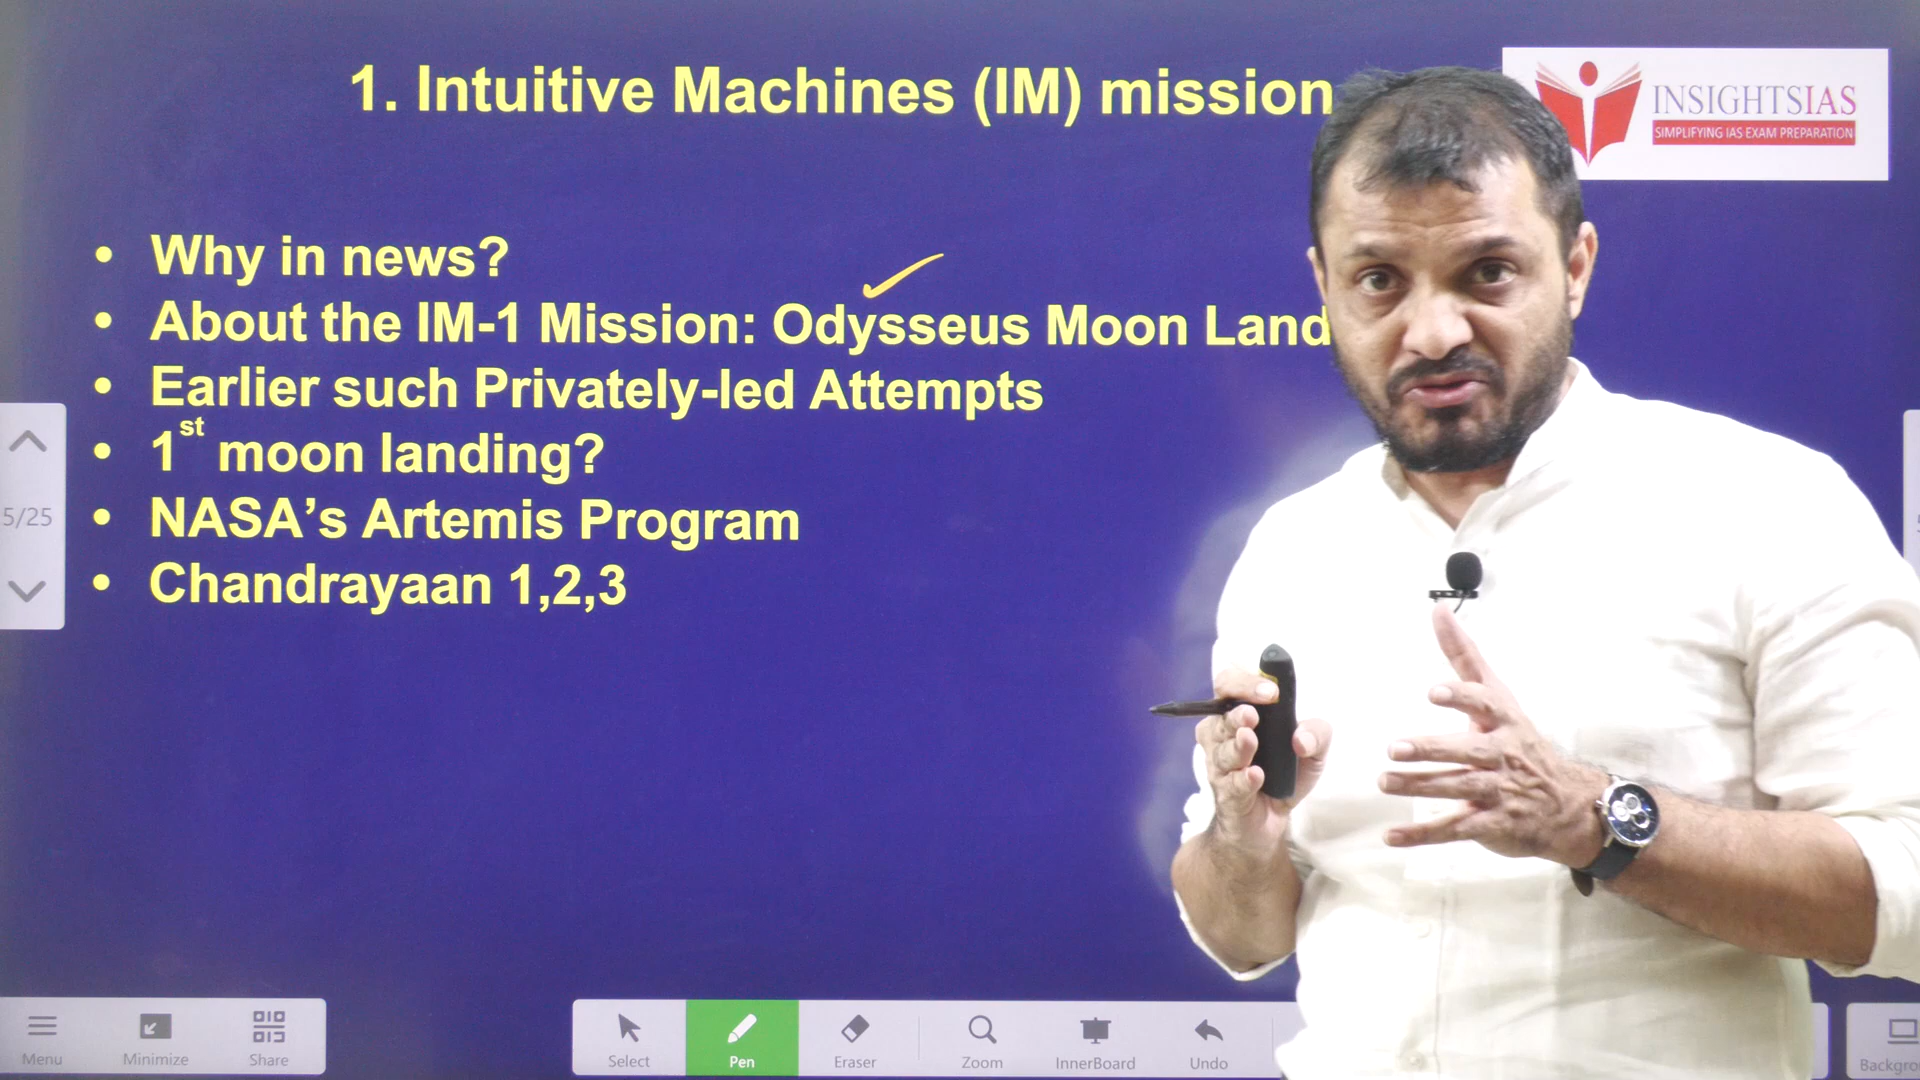 1. Intuitive Machines (IM) mission
INSIGHTSIAS
SIMPLIFYING IAS EXAM PREPARATION
• Why in news?
• About the IM-1 Mission: Odysseus Moon Land
• Earlier such Privately-led Attempts
• 1st moon landing?
• NASA’s Artemis Program
• Chandrayaan 1,2,3
5/25
Menu Minimize Share Select Pen Eraser Zoom InnerBoard Undo Backgro